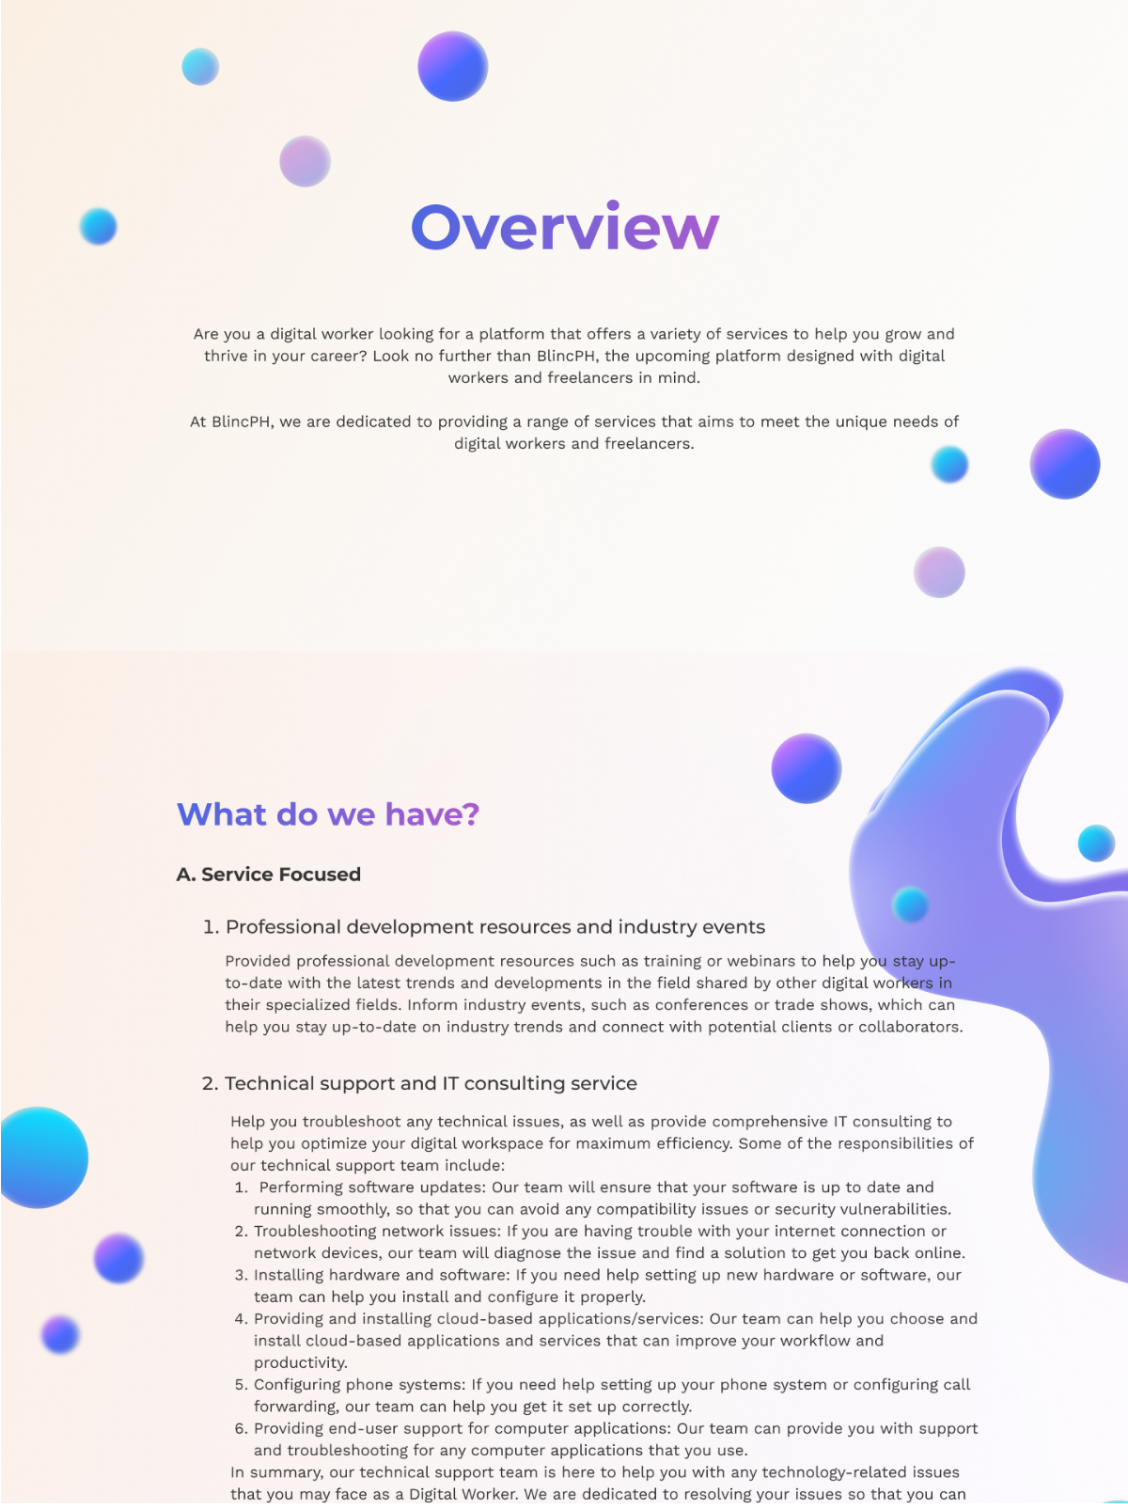 Overview
Are you a digital worker looking for a platform that offers a variety of services to help you grow and
thrive in your career? Look no further than BlincPH, the upcoming platform designed with digital
workers and freelancers in mind.
At BlincPH, we are dedicated to providing a range of services that aims to meet the unique needs of
digital workers and freelancers.
What do we have?
A. Service Focused
1. Professional development resources and industry events
Provided professional development resources such as training or webinars to help you stay up-
to-date with the latest trends and developments in the field shared by other digital workers in
their specialized fields. Inform industry events, such as conferences or trade shows, which can
help you stay up-to-date on industry trends and connect with potential clients or collaborators.
2. Technical support and IT consulting service
Help you troubleshoot any technical issues, as well as provide comprehensive IT consulting to
help you optimize your digital workspace for maximum efficiency. Some of the responsibilities of
our technical support team include:
1. Performing software updates: Our team will ensure that your software is up to date and
running smoothly, so that you can avoid any compatibility issues or security vulnerabilities.
2. Troubleshooting network issues: If you are having trouble with your internet connection or
network devices, our team will diagnose the issue and find a solution to get you back online.
3. Installing hardware and software: If you need help setting up new hardware or software, our
team can help you install and configure it properly.
4. Providing and installing cloud-based applications/services: Our team can help you choose and
install cloud-based applications and services that can improve your workflow and
productivity.
5. Configuring phone systems: If you need help setting up your phone system or configuring call
forwarding, our team can help you get it set up correctly.
6. Providing end-user support for computer applications: Our team can provide you with support
and troubleshooting for any computer applications that you use.
In summary, our technical support team is here to help you with any technology-related issues
that you may face as a Digital Worker. We are dedicated to resolving your issues so that you can